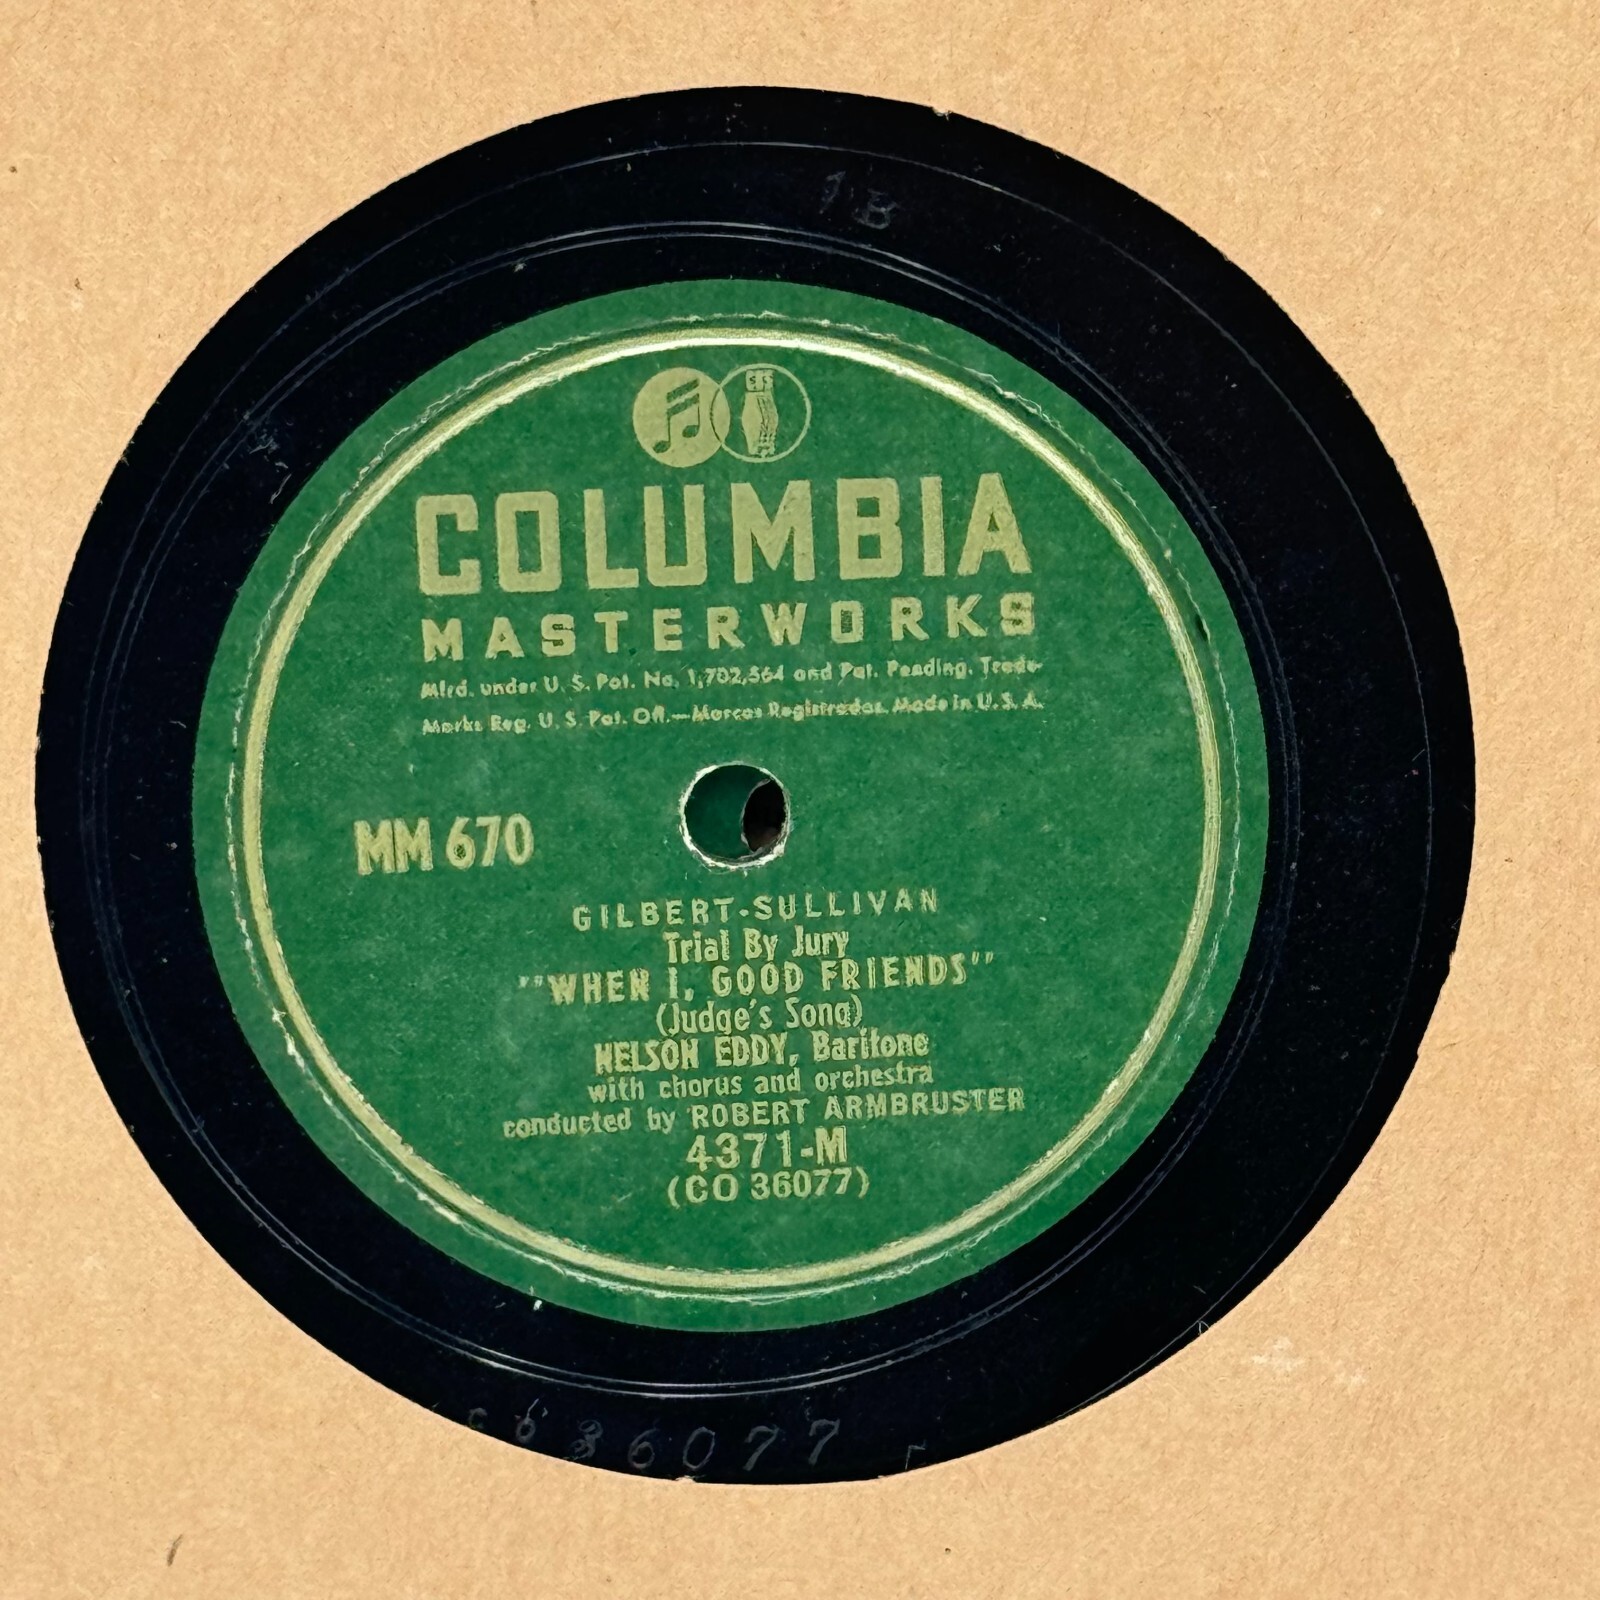 1B
COLUMBIA
MASTERWORKS
Mfrd. under U. S. Pat. No. 1,702,564 and Pat. Pending. Trade-
Marks Reg. U. S. Pat. Off.—Marcas Registradas. Made in U.S.A.
MM 670
GILBERT-SULLIVAN
Trial By Jury
""WHEN I, GOOD FRIENDS"
(Judge's Song)
NELSON EDDY, Baritone
with chorus and orchestra
conducted by ROBERT ARMBRUSTER
4371-M
(CO 36077)
CO36077